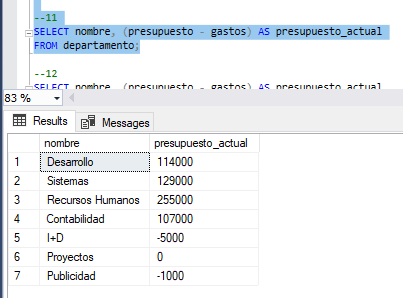 --11
SELECT nombre, (presupuesto - gastos) AS presupuesto_actual
FROM departamento;
--12
SELECT nombre, (presupuesto - gastos) AS presupuesto_actual
83 %
Results Messages
nombre presupuesto_actual
1 Desarrollo 114000
2 Sistemas 129000
3 Recursos Humanos 255000
4 Contabilidad 107000
5 I+D -5000
6 Proyectos 0
7 Publicidad -1000